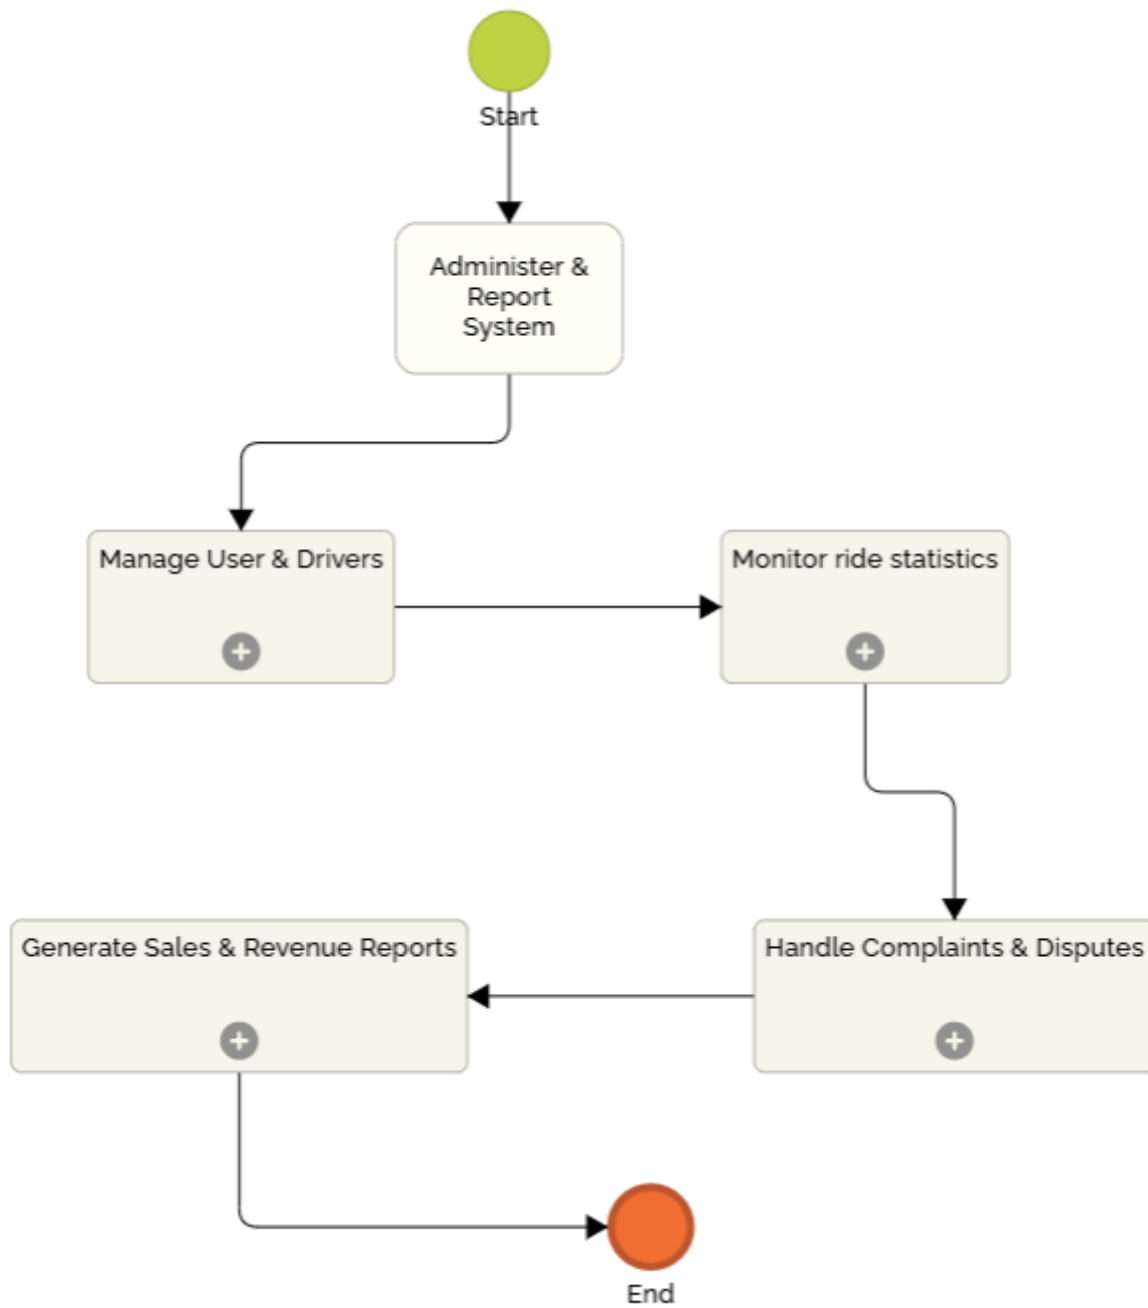 Start
Administer &
Report
System
Manage User & Drivers
Monitor ride statistics
Handle Complaints & Disputes
Generate Sales & Revenue Reports
End